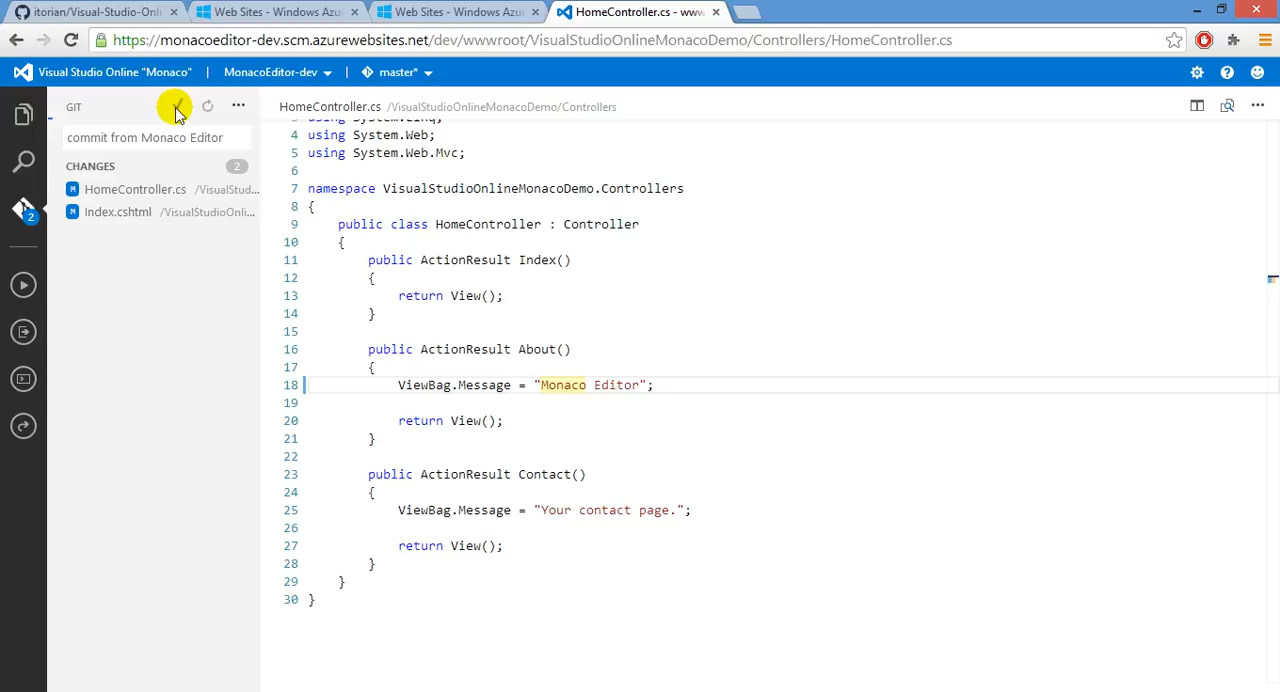 itorian/Visual-Studio-Onli
Web Sites - Windows Azu
Web Sites - Windows Azu
HomeController.cs - www
https://monacoeditor-dev.scm.azurewebsites.net/dev/wwwroot/VisualStudioOnlineMonacoDemo/Controllers/HomeController.cs
Visual Studio Online "Monaco" | MonacoEditor-dev | master*
GIT
commit from Monaco Editor
CHANGES 2
M HomeController.cs /VisualStud...
M Index.cshtml /VisualStudioOnli...
2
HomeController.cs /VisualStudioOnlineMonacoDemo/Controllers
3 using System.Linq;
4 using System.Web;
5 using System.Web.Mvc;
6
7 namespace VisualStudioOnlineMonacoDemo.Controllers
8 {
9 public class HomeController : Controller
10 {
11 public ActionResult Index()
12 {
13 return View();
14 }
15
16 public ActionResult About()
17 {
18 ViewBag.Message = "Monaco Editor";
19
20 return View();
21 }
22
23 public ActionResult Contact()
24 {
25 ViewBag.Message = "Your contact page.";
26
27 return View();
28 }
29 }
30 }